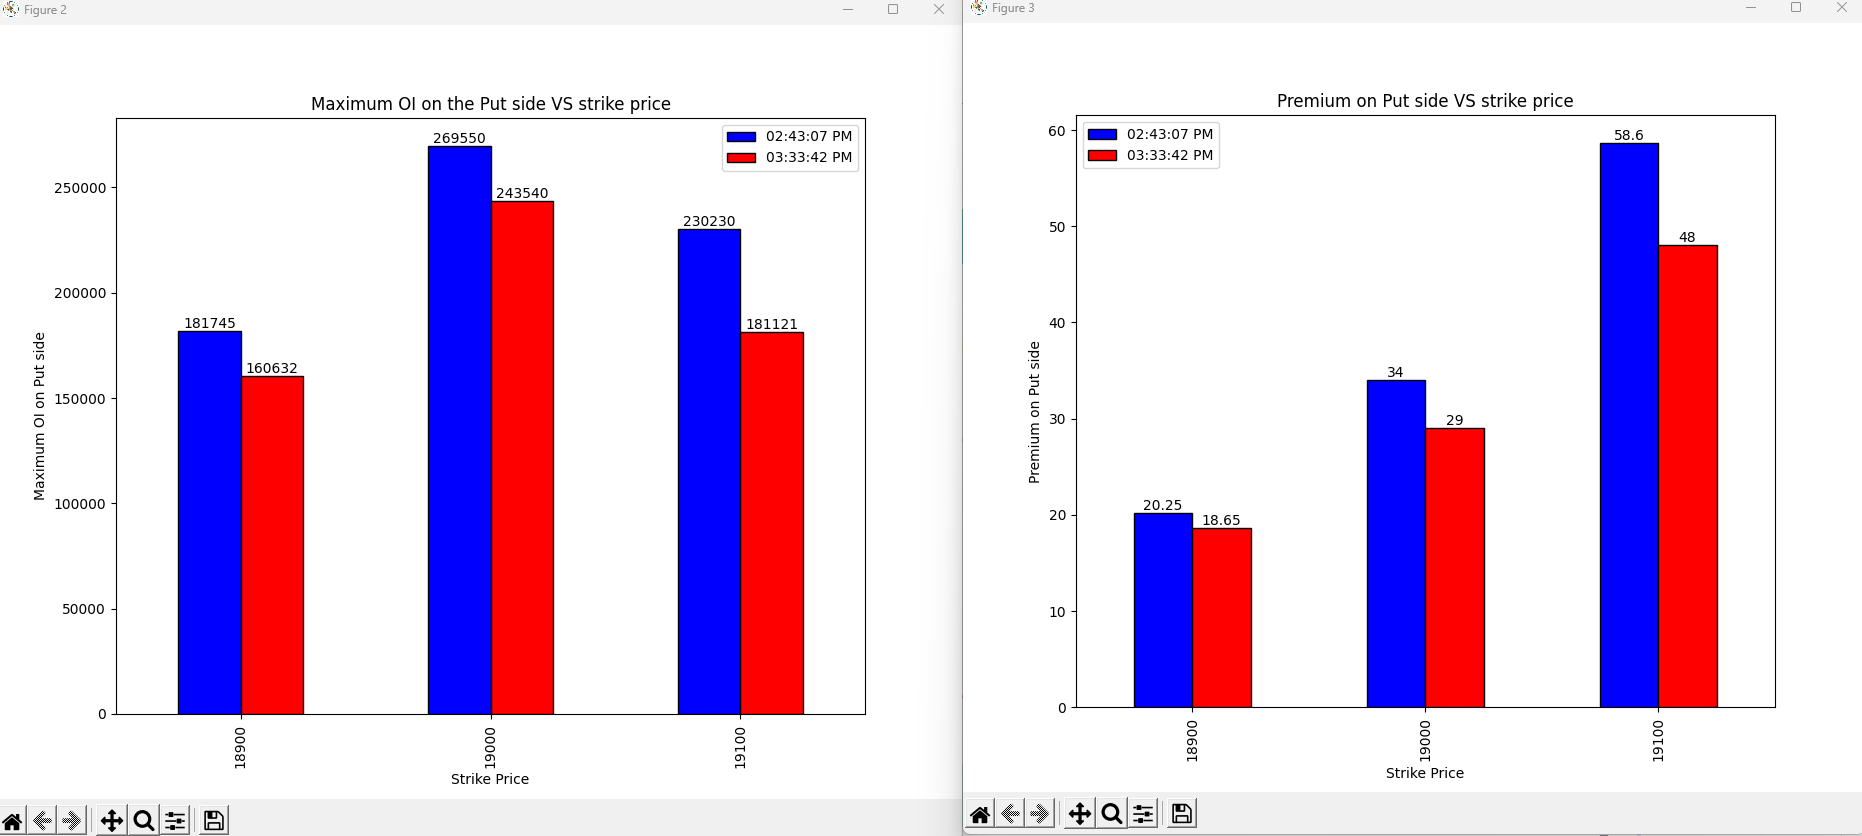 Figure 2
Maximum OI on the Put side VS strike price
02:43:07 PM
03:33:42 PM
Maximum OI on Put side
250000
200000
150000
100000
50000
0
181745
160632
269550
243540
230230
181121
18900
19000
19100
Strike Price
Figure 3
Premium on Put side VS strike price
02:43:07 PM
03:33:42 PM
Premium on Put side
60
50
40
30
20
10
0
20.25
18.65
34
29
58.6
48
18900
19000
19100
Strike Price